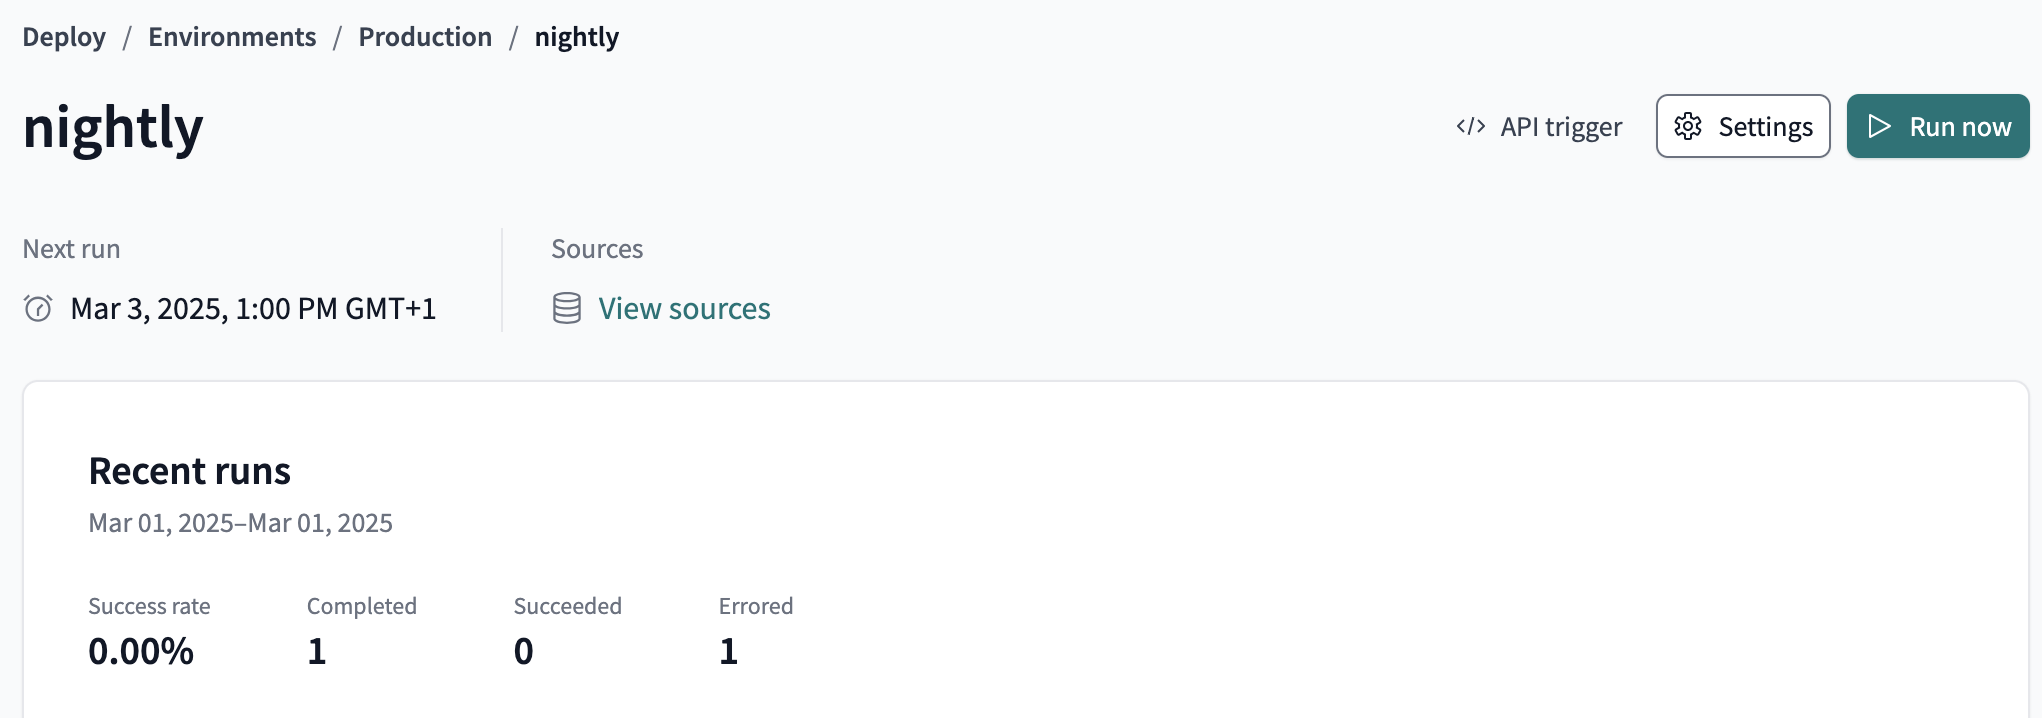 Deploy / Environments / Production / nightly
nightly
</> API trigger
Settings
Run now
Next run
Mar 3, 2025, 1:00 PM GMT+1
Sources
View sources
Recent runs
Mar 01, 2025–Mar 01, 2025
Success rate Completed Succeeded Errored
0.00% 1 0 1